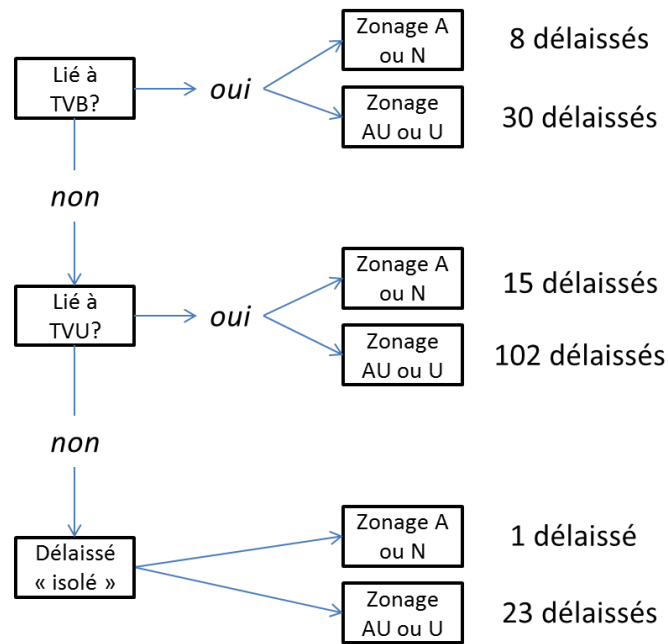 Lié à
TVB?
oui
Zonage A
ou N
8 délaissés
Zonage
AU ou U
30 délaissés
non
Lié à
TVU?
oui
Zonage A
ou N
15 délaissés
Zonage
AU ou U
102 délaissés
non
Délaissé
« isolé »
Zonage A
ou N
1 délaissé
Zonage
AU ou U
23 délaissés